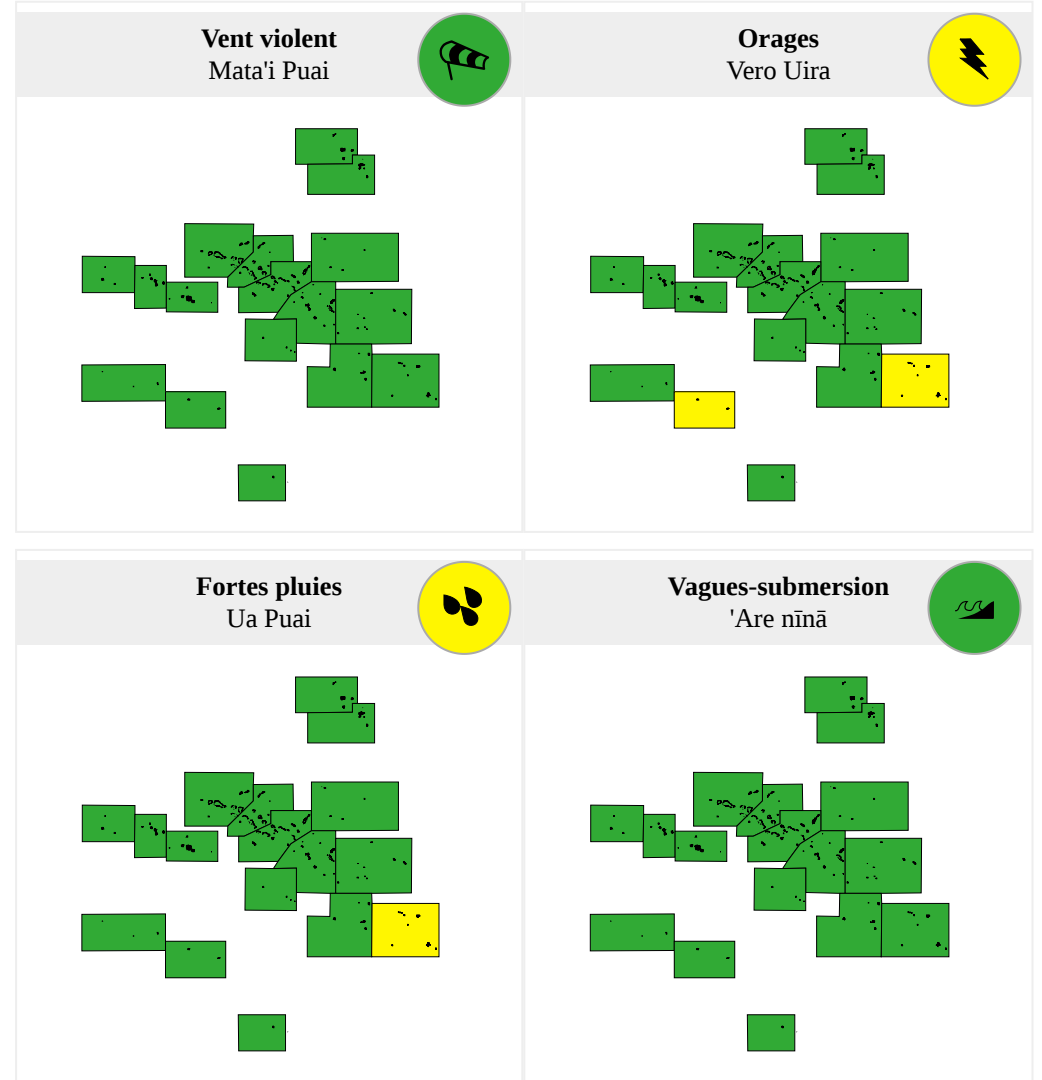 Vent violent
Mata'i Puai
Orages
Vero Uira
Fortes pluies
Ua Puai
Vagues-submersion
'Are nīnā